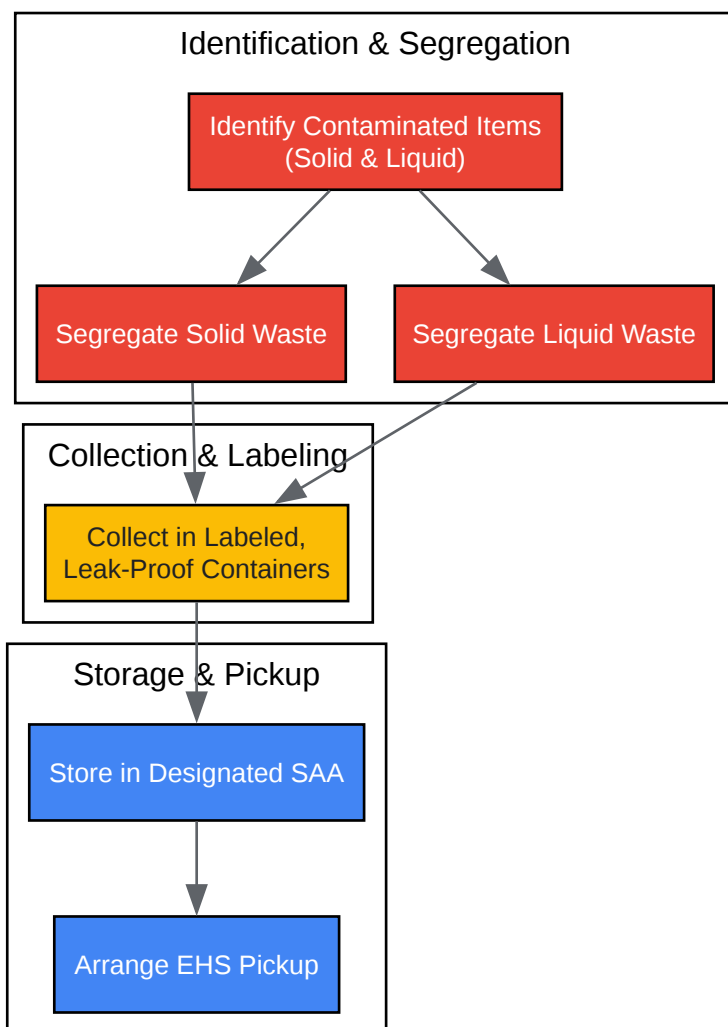 Identification & Segregation
Identify Contaminated Items
(Solid & Liquid)
Segregate Solid Waste
Segregate Liquid Waste
Collection & Labeling
Collect in Labeled,
Leak-Proof Containers
Storage & Pickup
Store in Designated SAA
Arrange EHS Pickup